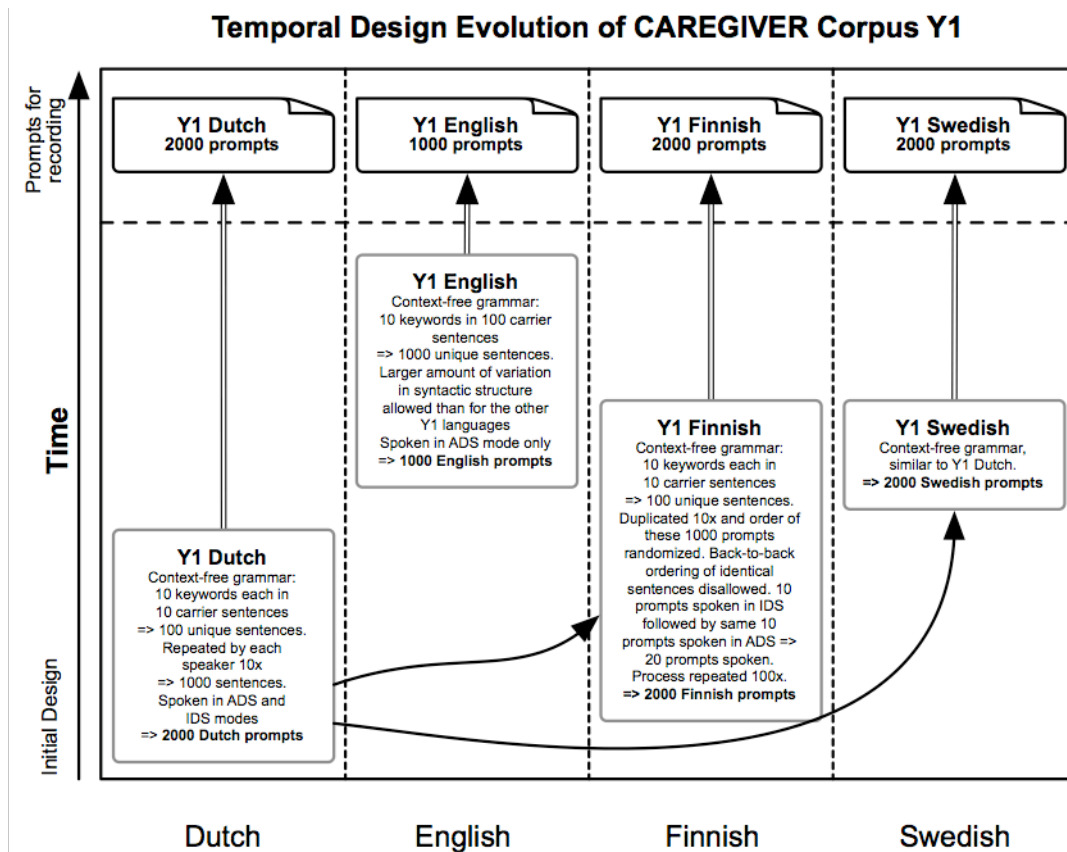 Temporal Design Evolution of CAREGIVER Corpus Y1
Prompts for
recording
Y1 Dutch
2000 prompts
Y1 English
1000 prompts
Y1 Finnish
2000 prompts
Y1 Swedish
2000 prompts
Time
Y1 English
Context-free grammar:
10 keywords in 100 carrier
sentences
=> 1000 unique sentences.
Larger amount of variation
in syntactic structure
allowed than for the other
Y1 languages
Spoken in ADS mode only
=> 1000 English prompts
Y1 Finnish
Context-free grammar:
10 keywords each in
10 carrier sentences
=> 100 unique sentences.
Duplicated 10x and order of
these 1000 prompts
randomized. Back-to-back
ordering of identical
sentences disallowed. 10
prompts spoken in IDS
followed by same 10
prompts spoken in ADS =>
20 prompts spoken.
Process repeated 100x.
=> 2000 Finnish prompts
Y1 Swedish
Context-free grammar,
similar to Y1 Dutch.
=> 2000 Swedish prompts
Y1 Dutch
Context-free grammar:
10 keywords each in
10 carrier sentences
=> 100 unique sentences.
Repeated by each
speaker 10x
=> 1000 sentences.
Spoken in ADS and
IDS modes
=> 2000 Dutch prompts
Initial Design
Dutch
English
Finnish
Swedish